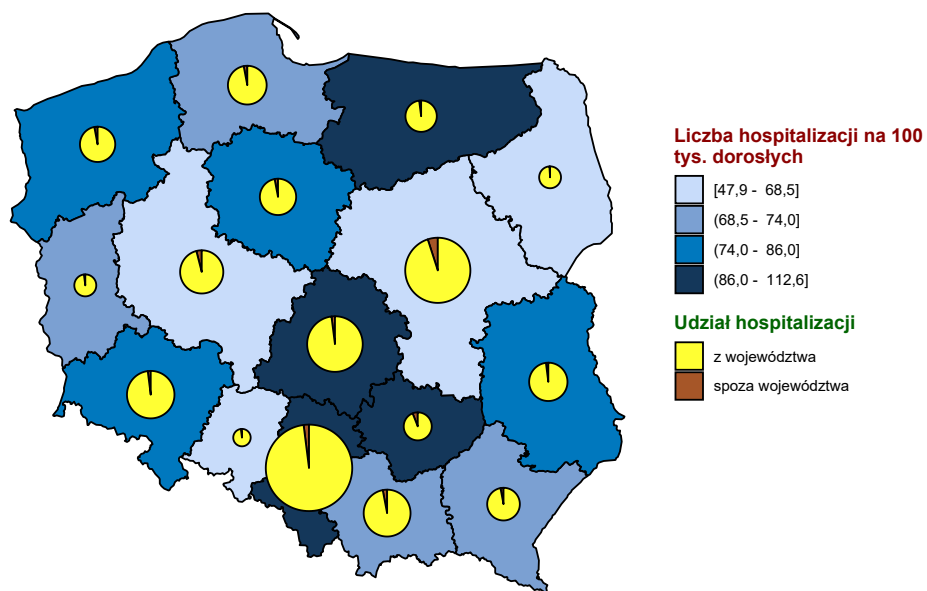 Liczba hospitalizacji na 100
tys. dorosłych
[47,9 - 68,5]
(68,5 - 74,0]
(74,0 - 86,0]
(86,0 - 112,6]
Udział hospitalizacji
z województwa
spoza województwa